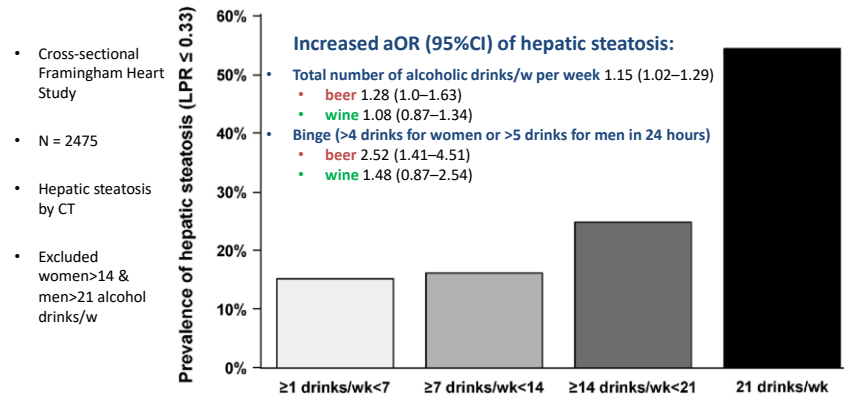 • Cross-sectional
Framingham Heart
Study
• N = 2475
• Hepatic steatosis
by CT
• Excluded
women>14 &
men>21 alcohol
drinks/w
Prevalence of hepatic steatosis (LPR ≤ 0.33)
60%
50%
40%
30%
20%
10%
0%
Increased aOR (95%CI) of hepatic steatosis:
• Total number of alcoholic drinks/w per week 1.15 (1.02–1.29)
• beer 1.28 (1.0–1.63)
• wine 1.08 (0.87–1.34)
• Binge (>4 drinks for women or >5 drinks for men in 24 hours)
• beer 2.52 (1.41–4.51)
• wine 1.48 (0.87–2.54)
≥1 drinks/wk<7
≥7 drinks/wk<14
≥14 drinks/wk<21
21 drinks/wk